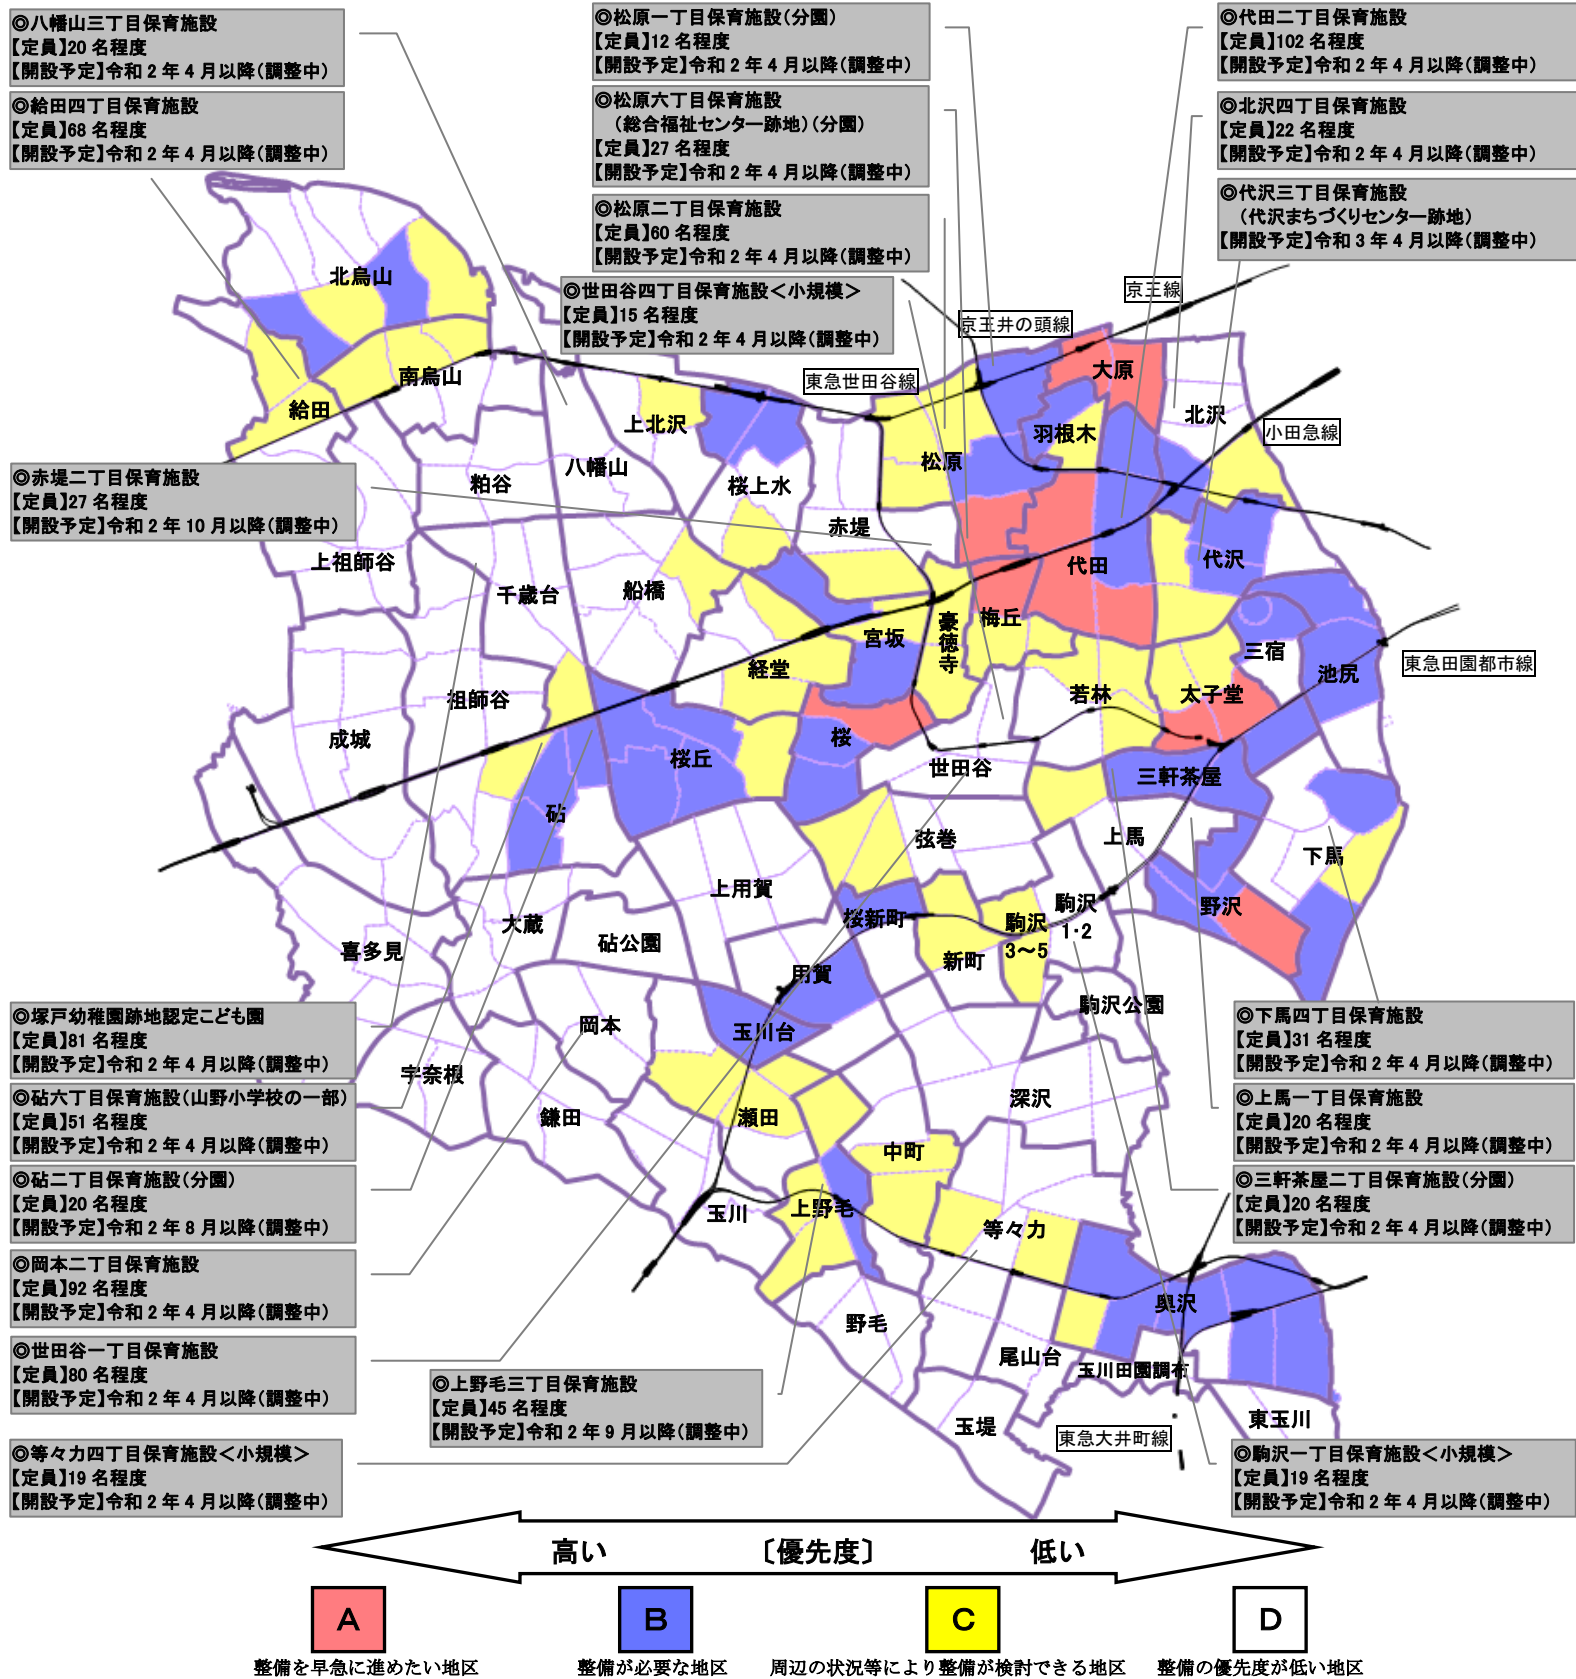 ◎八幡山三丁目保育施設
【定員】20 名程度
【開設予定】令和 2 年 4 月以降（調整中）
◎給田四丁目保育施設
【定員】68 名程度
【開設予定】令和 2 年 4 月以降（調整中）
◎松原一丁目保育施設（分園）
【定員】12 名程度
【開設予定】令和 2 年 4 月以降（調整中）
◎松原六丁目保育施設
（総合福祉センター跡地）（分園）
【定員】27 名程度
【開設予定】令和 2 年 4 月以降（調整中）
◎松原二丁目保育施設
【定員】60 名程度
【開設予定】令和 2 年 4 月以降（調整中）
◎世田谷四丁目保育施設＜小規模＞
【定員】15 名程度
【開設予定】令和 2 年 4 月以降（調整中）
◎代田二丁目保育施設
【定員】102 名程度
【開設予定】令和 2 年 4 月以降（調整中）
◎北沢四丁目保育施設
【定員】22 名程度
【開設予定】令和 2 年 4 月以降（調整中）
◎代沢三丁目保育施設
（代沢まちづくりセンター跡地）
【開設予定】令和 3 年 4 月以降（調整中）
京王線
京王井の頭線
東急世田谷線
小田急線
東急田園都市線
北烏山
南烏山
給田
上北沢
八幡山
粕谷
桜上水
赤堤
松原
羽根木
大原
北沢
代田
代沢
梅丘
豪徳寺
宮坂
経堂
船橋
千歳台
上祖師谷
祖師谷
成城
砧
桜丘
桜
世田谷
若林
太子堂
三宿
池尻
三軒茶屋
上馬
下馬
野沢
弦巻
上用賀
桜新町
新町
駒沢
3～5
駒沢
1・2
駒沢公園
用賀
玉川台
砧公園
大蔵
喜多見
岡本
宇奈根
鎌田
瀬田
玉川
上野毛
中町
深沢
等々力
野毛
尾山台
玉堤
奥沢
玉川田園調布
東玉川
東急大井町線
◎赤堤二丁目保育施設
【定員】27 名程度
【開設予定】令和 2 年 10 月以降（調整中）
◎塚戸幼稚園跡地認定こども園
【定員】81 名程度
【開設予定】令和 2 年 4 月以降（調整中）
◎砧六丁目保育施設（山野小学校の一部）
【定員】51 名程度
【開設予定】令和 2 年 4 月以降（調整中）
◎砧二丁目保育施設（分園）
【定員】20 名程度
【開設予定】令和 2 年 8 月以降（調整中）
◎岡本二丁目保育施設
【定員】92 名程度
【開設予定】令和 2 年 4 月以降（調整中）
◎世田谷一丁目保育施設
【定員】80 名程度
【開設予定】令和 2 年 4 月以降（調整中）
◎等々力四丁目保育施設＜小規模＞
【定員】19 名程度
【開設予定】令和 2 年 4 月以降（調整中）
◎上野毛三丁目保育施設
【定員】45 名程度
【開設予定】令和 2 年 9 月以降（調整中）
◎下馬四丁目保育施設
【定員】31 名程度
【開設予定】令和 2 年 4 月以降（調整中）
◎上馬一丁目保育施設
【定員】20 名程度
【開設予定】令和 2 年 4 月以降（調整中）
◎三軒茶屋二丁目保育施設（分園）
【定員】20 名程度
【開設予定】令和 2 年 4 月以降（調整中）
◎駒沢一丁目保育施設＜小規模＞
【定員】19 名程度
【開設予定】令和 2 年 4 月以降（調整中）
高い 〔優先度〕 低い
A B C D
整備を早急に進めたい地区
整備が必要な地区
周辺の状況等により整備が検討できる地区
整備の優先度が低い地区